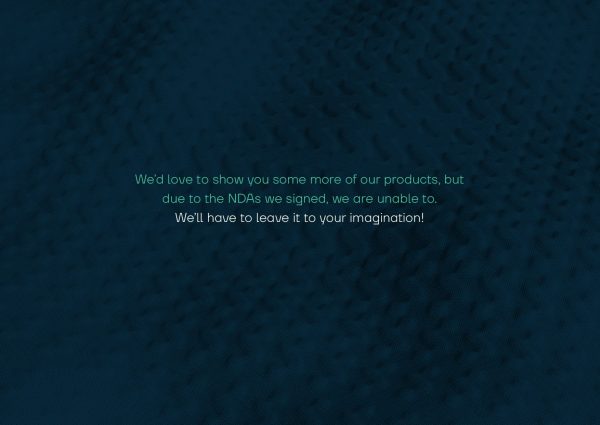 We'd love to show you some more of our products, but
due to the NDAs we signed, we are unable to.
We'll have to leave it to your imagination!